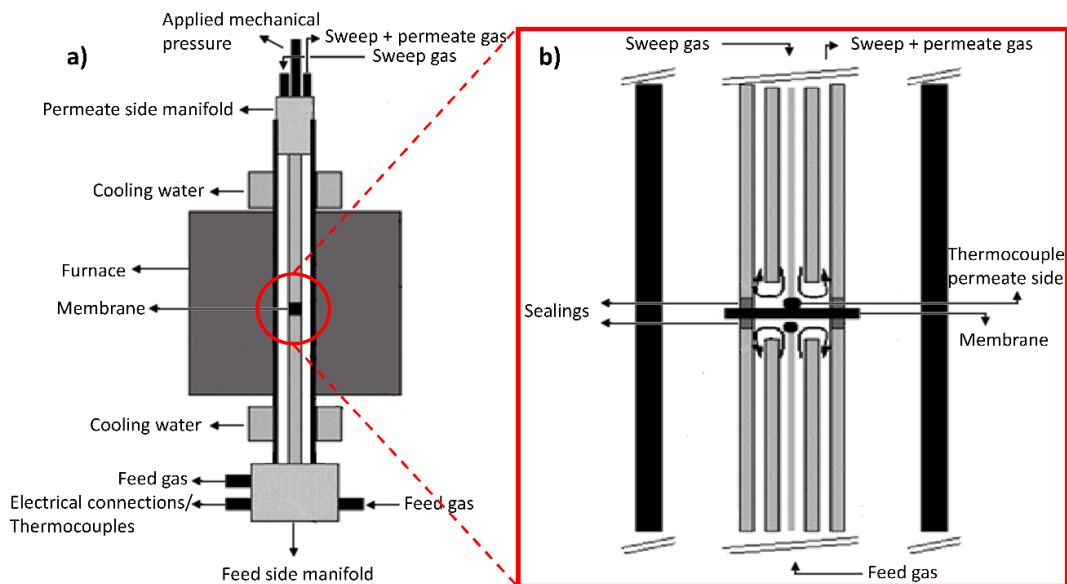 a)
Applied mechanical
pressure
Sweep + permeate gas
Sweep gas
Permeate side manifold
Cooling water
Furnace
Membrane
Cooling water
Feed gas
Electrical connections/
Thermocouples
Feed gas
Feed side manifold
b)
Sweep gas
Sweep + permeate gas
Thermocouple
permeate side
Sealings
Membrane
Feed gas